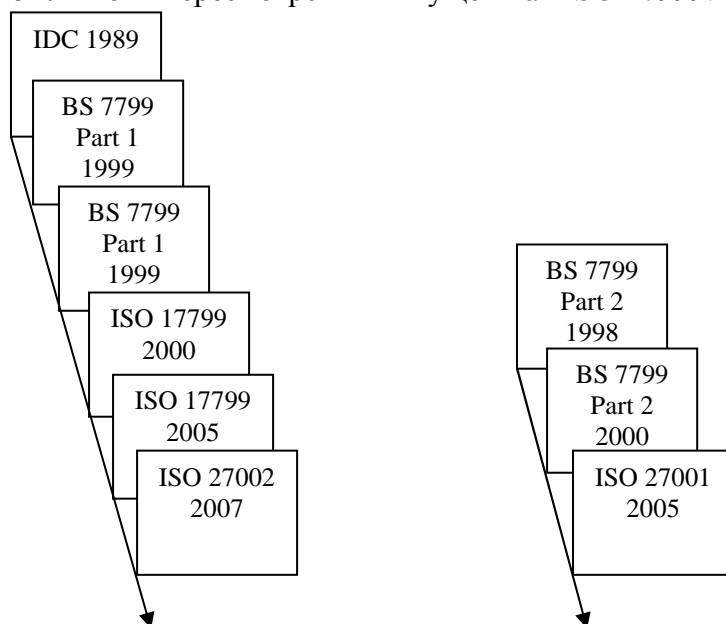 IDC 1989
BS 7799
Part 1
1999
BS 7799
Part 1
1999
ISO 17799
2000
ISO 17799
2005
ISO 27002
2007
BS 7799
Part 2
1998
BS 7799
Part 2
2000
ISO 27001
2005